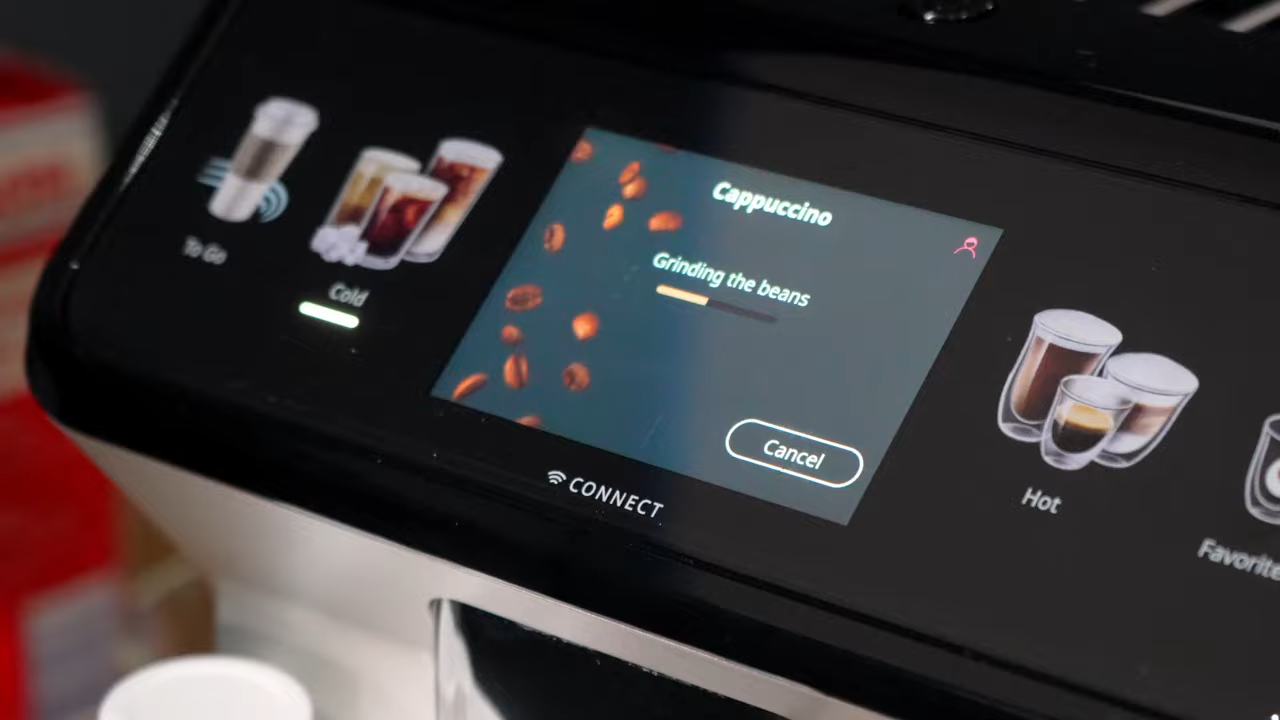 To Go
Cold
Cappuccino
Grinding the beans
Cancel
CONNECT
Hot
Favorite